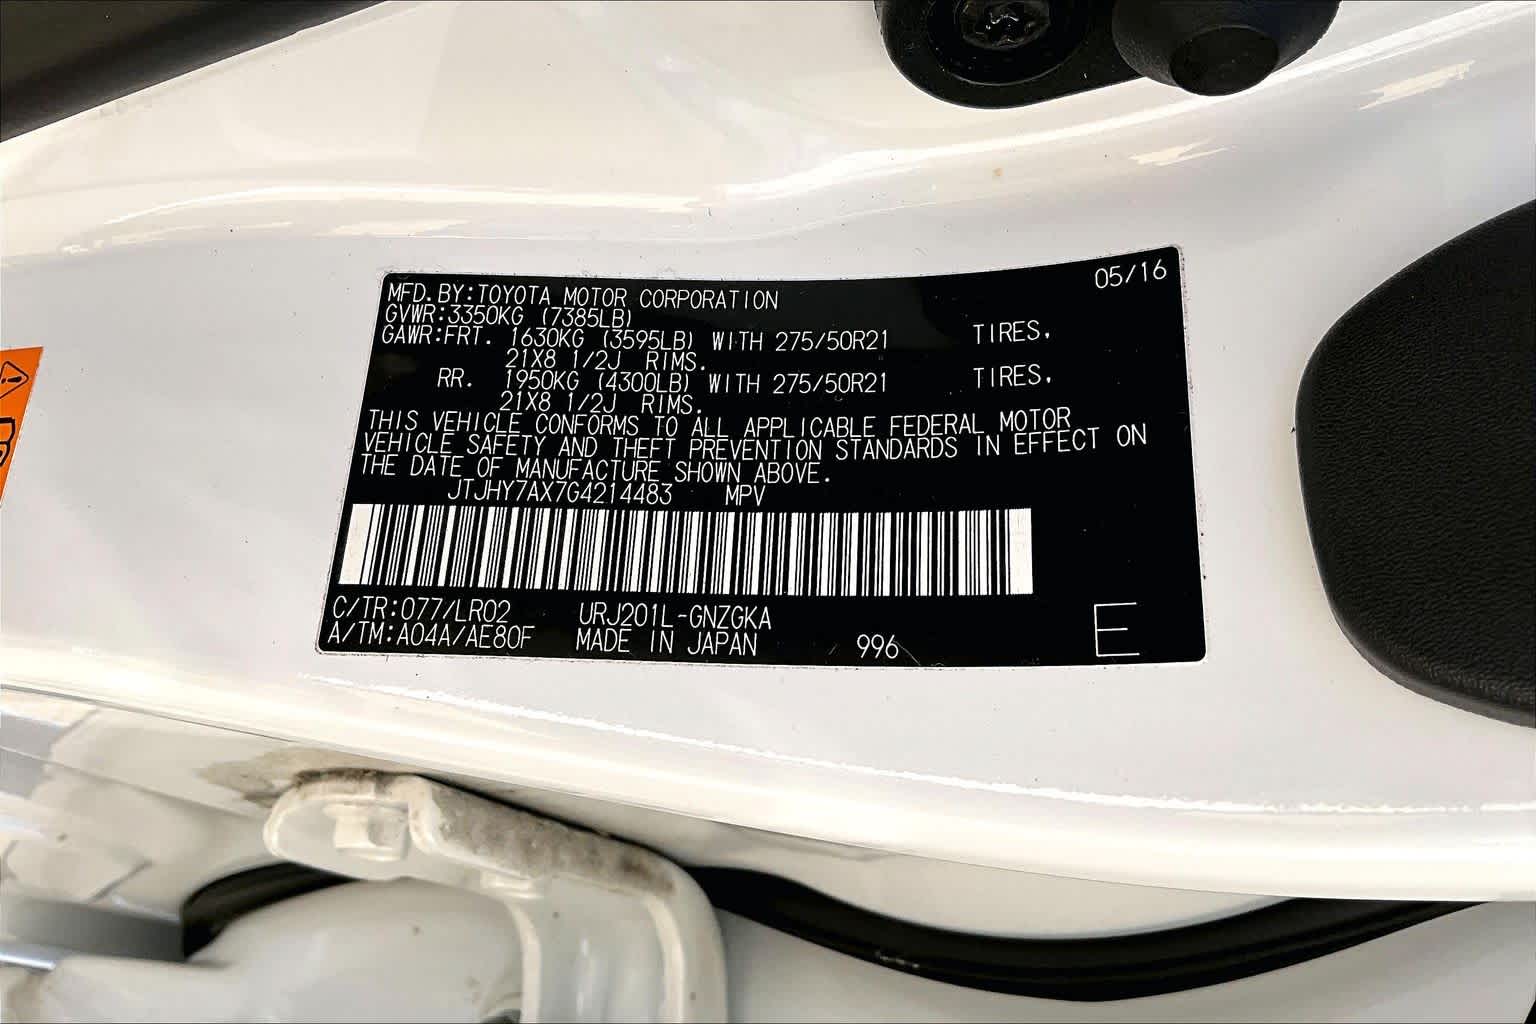 05/16
MFD.BY:TOYOTA MOTOR CORPORATION
GVWR:3350KG (7385LB)
GAWR:FRT. 1630KG (3595LB) WITH 275/50R21 TIRES,
21X8 1/2J RIMS.
RR. 1950KG (4300LB) WITH 275/50R21 TIRES,
21X8 1/2J RIMS.
THIS VEHICLE CONFORMS TO ALL APPLICABLE FEDERAL MOTOR
VEHICLE SAFETY AND THEFT PREVENTION STANDARDS IN EFFECT ON
THE DATE OF MANUFACTURE SHOWN ABOVE.
JTJHY7AX7G4214483 MPV
C/TR:077/LR02 URJ201L-GNZGKA
A/TM:A04A/AE80F MADE IN JAPAN 996 E